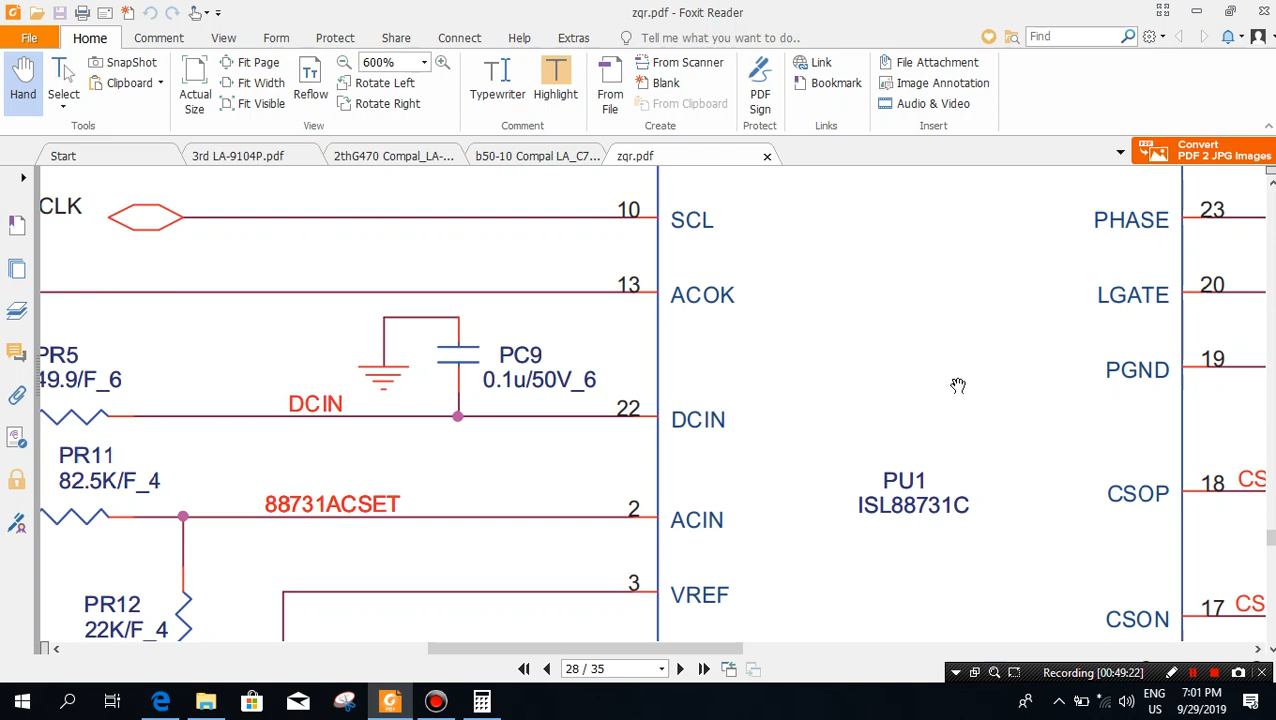 zqr.pdf - Foxit Reader
File Home Comment View Form Protect Share Connect Help Extras Tell me what you want to do.. Find
Hand
Select
SnapShot
Clipboard
Tools
Actual Size
Fit Page
Fit Width
Fit Visible
Reflow
600%
Rotate Left
Rotate Right
View
Typewriter
Highlight
Comment
From File
From Scanner
Blank
From Clipboard
Create
PDF Sign
Protect
Link
Bookmark
Links
File Attachment
Image Annotation
Audio & Video
Insert
Start 3rd LA-9104P.pdf 2thG470 Compal_LA-... b50-10 Compal LA_C7... zqr.pdf
Convert
PDF 2 JPG Images
CLK 10 SCL PHASE 23
13 ACOK LGATE 20
PR5
49.9/F_6
PC9
0.1u/50V_6
PGND 19
DCIN 22 DCIN
PR11
82.5K/F_4
PU1
ISL88731C
CSOP 18 CS
88731ACSET 2 ACIN
3 VREF
PR12
22K/F_4
CSON 17 CS
28 / 35
Recording [00:49:22]
ENG
US
7:01 PM
9/29/2019